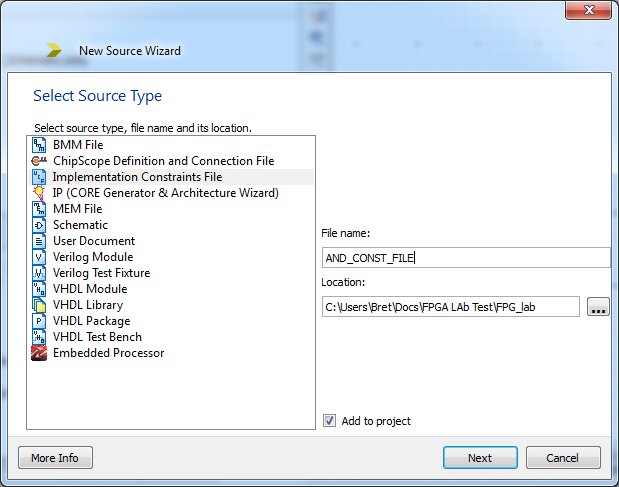 New Source Wizard
Select Source Type
Select source type, file name and its location.
BMM File
ChipScope Definition and Connection File
Implementation Constraints File
IP (CORE Generator & Architecture Wizard)
MEM File
Schematic
User Document
Verilog Module
Verilog Test Fixture
VHDL Module
VHDL Library
VHDL Package
VHDL Test Bench
Embedded Processor
File name:
AND_CONST_FILE
Location:
C:\Users\Bret\Docs\FPGA LAb Test\FPG_lab
...
Add to project
More Info
Next
Cancel